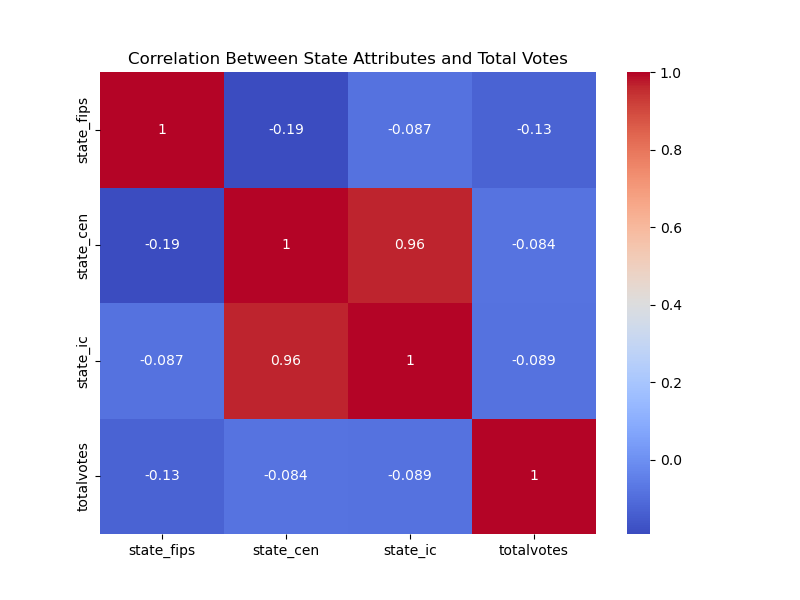 Correlation Between State Attributes and Total Votes
state_fips 1 -0.19 -0.087 -0.13
state_cen -0.19 1 0.96 -0.084
state_ic -0.087 0.96 1 -0.089
totalvotes -0.13 -0.084 -0.089 1
state_fips state_cen state_ic totalvotes
1.0
0.8
0.6
0.4
0.2
0.0